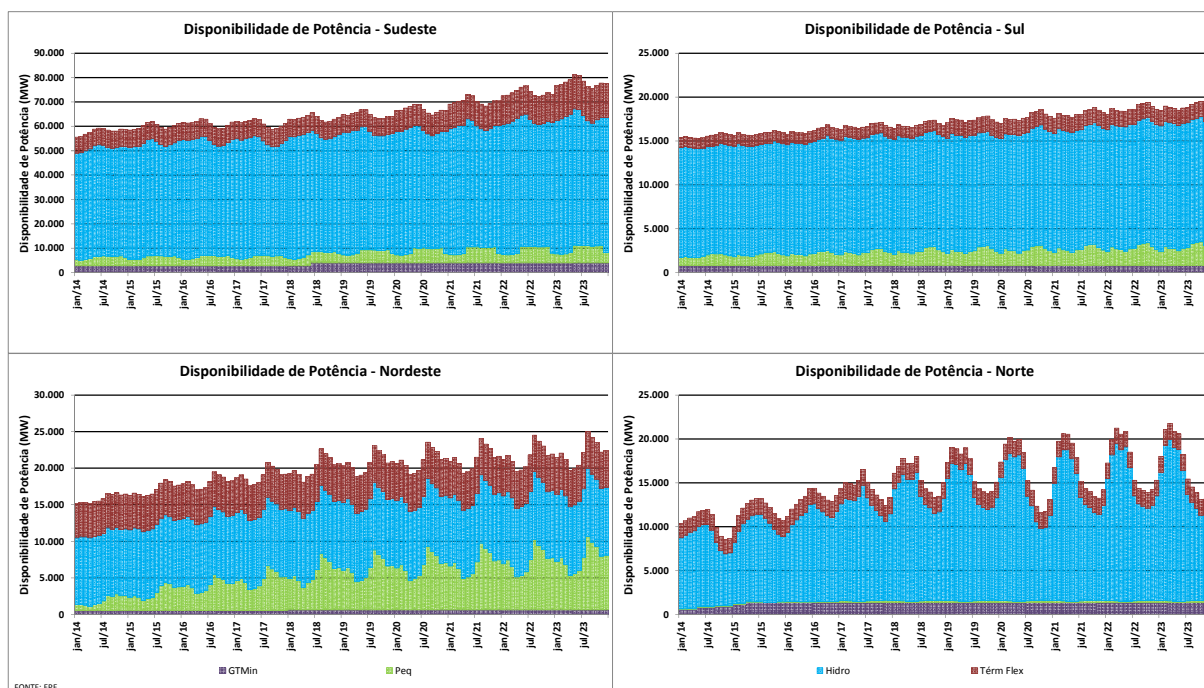 Disponibilidade de Potência - Sudeste
Disponibilidade de Potência (MW)
90.000
80.000
70.000
60.000
50.000
40.000
30.000
20.000
10.000
0
jan/14
jul/14
jan/15
jul/15
jan/16
jul/16
jan/17
jul/17
jan/18
jul/18
jan/19
jul/19
jan/20
jul/20
jan/21
jul/21
jan/22
jul/22
jan/23
jul/23
Disponibilidade de Potência - Sul
Disponibilidade de Potência (MW)
25.000
20.000
15.000
10.000
5.000
0
jan/14
jul/14
jan/15
jul/15
jan/16
jul/16
jan/17
jul/17
jan/18
jul/18
jan/19
jul/19
jan/20
jul/20
jan/21
jul/21
jan/22
jul/22
jan/23
jul/23
Disponibilidade de Potência - Nordeste
Disponibilidade de Potência (MW)
30.000
25.000
20.000
15.000
10.000
5.000
0
jan/14
jul/14
jan/15
jul/15
jan/16
jul/16
jan/17
jul/17
jan/18
jul/18
jan/19
jul/19
jan/20
jul/20
jan/21
jul/21
jan/22
jul/22
jan/23
jul/23
Disponibilidade de Potência - Norte
Disponibilidade de Potência (MW)
25.000
20.000
15.000
10.000
5.000
0
jan/14
jul/14
jan/15
jul/15
jan/16
jul/16
jan/17
jul/17
jan/18
jul/18
jan/19
jul/19
jan/20
jul/20
jan/21
jul/21
jan/22
jul/22
jan/23
jul/23
GTMin Peq Hidro Térm Flex
FONTE: EPE